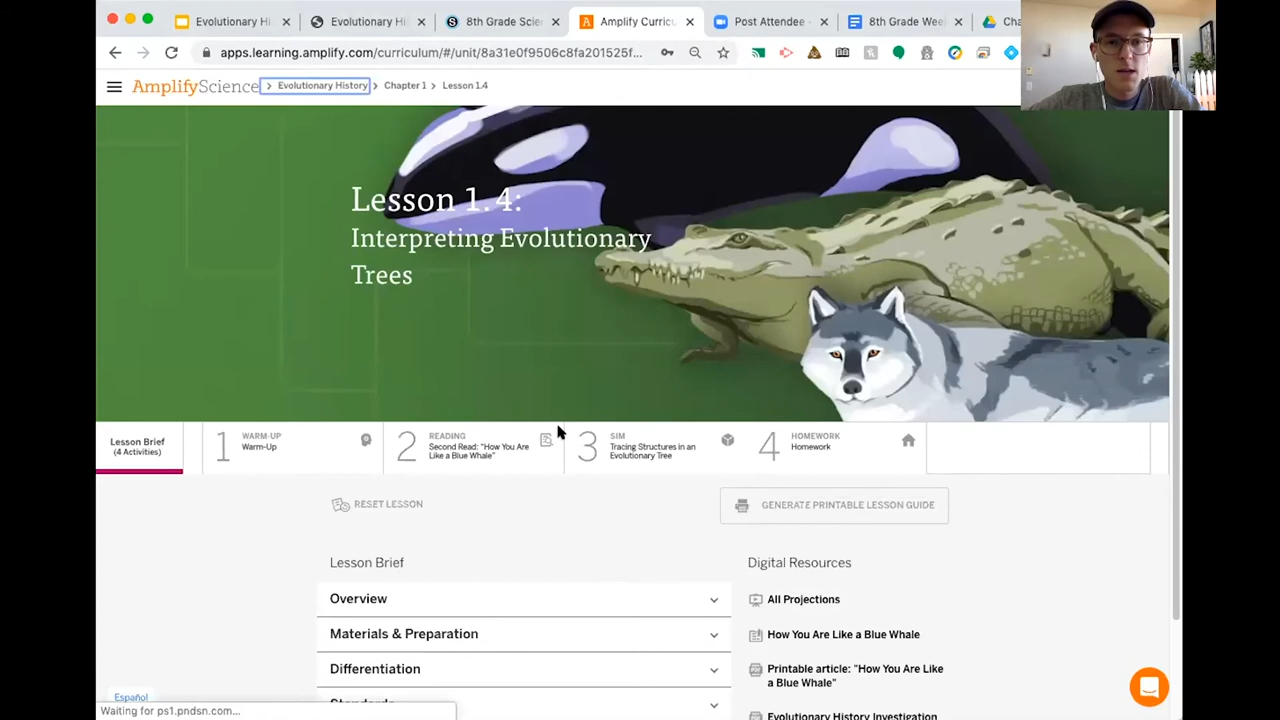 Evolutionary Hi
Evolutionary Hi
8th Grade Scien
Amplify Curricu
Post Attendee -
8th Grade Wee
Cha
apps.learning.amplify.com/curriculum/#/unit/8a31e0f9506c8fa201525f...
AmplifyScience > Evolutionary History > Chapter 1 > Lesson 1.4
Lesson 1.4:
Interpreting Evolutionary
Trees
Lesson Brief
(4 Activities)
1 WARM-UP
Warm-Up
2 READING
Second Read: "How You Are
Like a Blue Whale"
3 SIM
Tracing Structures in an
Evolutionary Tree
4 HOMEWORK
Homework
RESET LESSON
GENERATE PRINTABLE LESSON GUIDE
Lesson Brief
Overview
Materials & Preparation
Differentiation
Standards
Digital Resources
All Projections
How You Are Like a Blue Whale
Printable article: "How You Are Like
a Blue Whale"
Evolutionary History Investigation
Español
Waiting for ps1.pndsn.com...